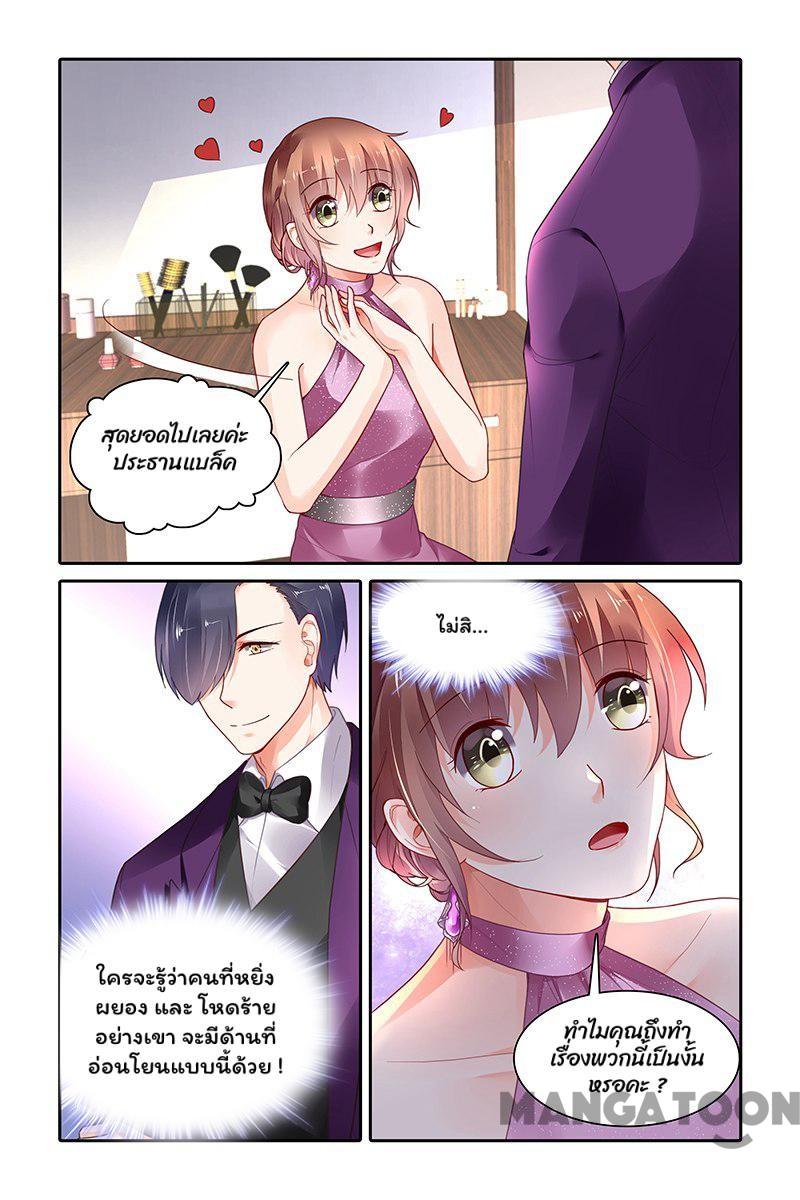 สุดยอดไปเลยค่ะ
ประธานแบล็ค
ไม่สิ...
ใครจะรู้ว่าคนที่หยิ่ง
ผยอง และ โหดร้าย
อย่างเขา จะมีด้านที่
อ่อนโยนแบบนี้ด้วย !
ทำไมคุณถึงทำ
เรื่องพวกนี้เป็นงั้น
หรอคะ ?
MANGATOON